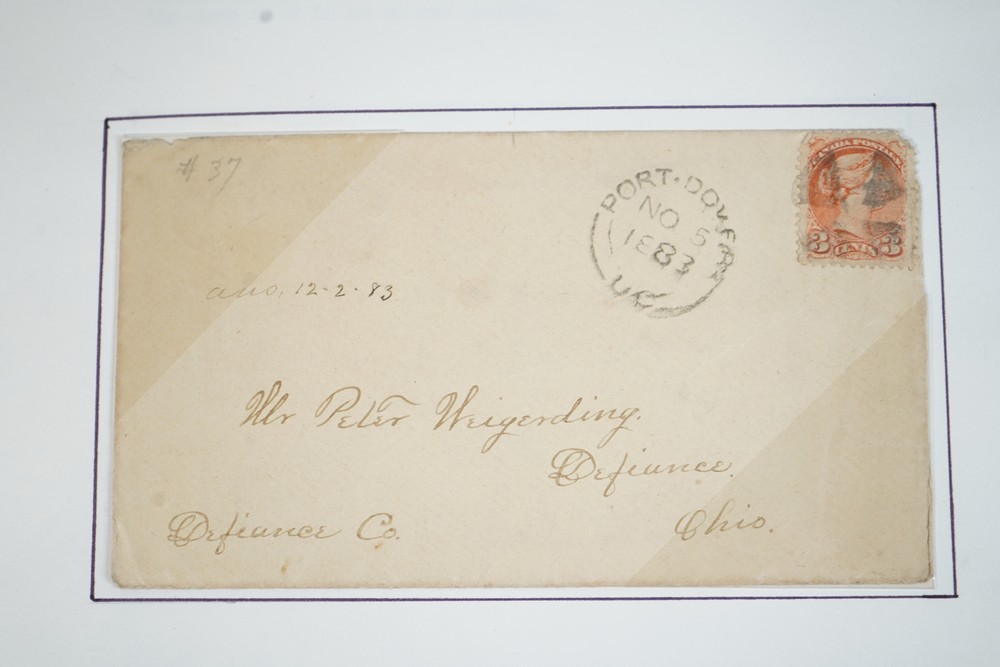 # 37
CANADA POSTAGE
3 CENTS 3
PORT·DOVER
NO 5
1883
UC
ans, 12-2-83
Mr Peter Weigerding.
Defiance.
Defiance Co. Ohio.